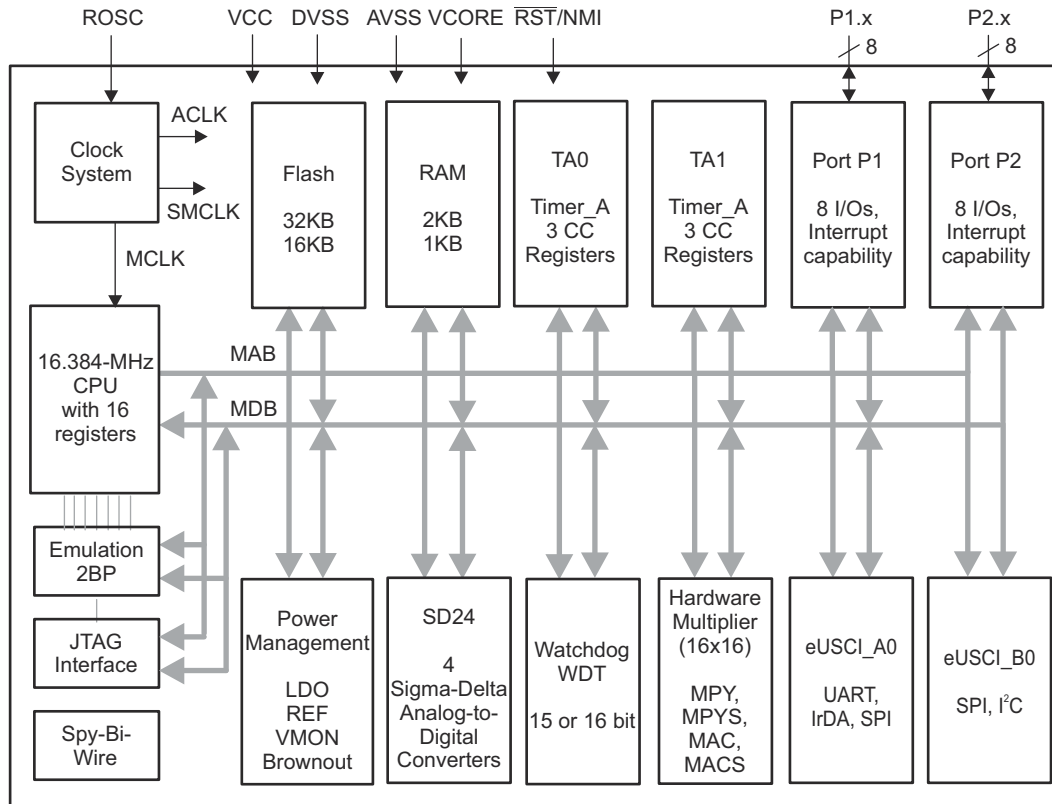 ROSC
VCC
DVSS
AVSS
VCORE
RST/NMI
P1.x
P2.x
8
8
Clock
System
ACLK
SMCLK
MCLK
Flash
32KB
16KB
RAM
2KB
1KB
TA0
Timer_A
3 CC
Registers
TA1
Timer_A
3 CC
Registers
Port P1
8 I/Os,
Interrupt
capability
Port P2
8 I/Os,
Interrupt
capability
16.384-MHz
CPU
with 16
registers
MAB
MDB
Emulation
2BP
JTAG
Interface
Spy-Bi-
Wire
Power
Management
LDO
REF
VMON
Brownout
SD24
4
Sigma-Delta
Analog-to-
Digital
Converters
Watchdog
WDT
15 or 16 bit
Hardware
Multiplier
(16x16)
MPY,
MPYS,
MAC,
MACS
eUSCI_A0
UART,
IrDA, SPI
eUSCI_B0
SPI, I²C